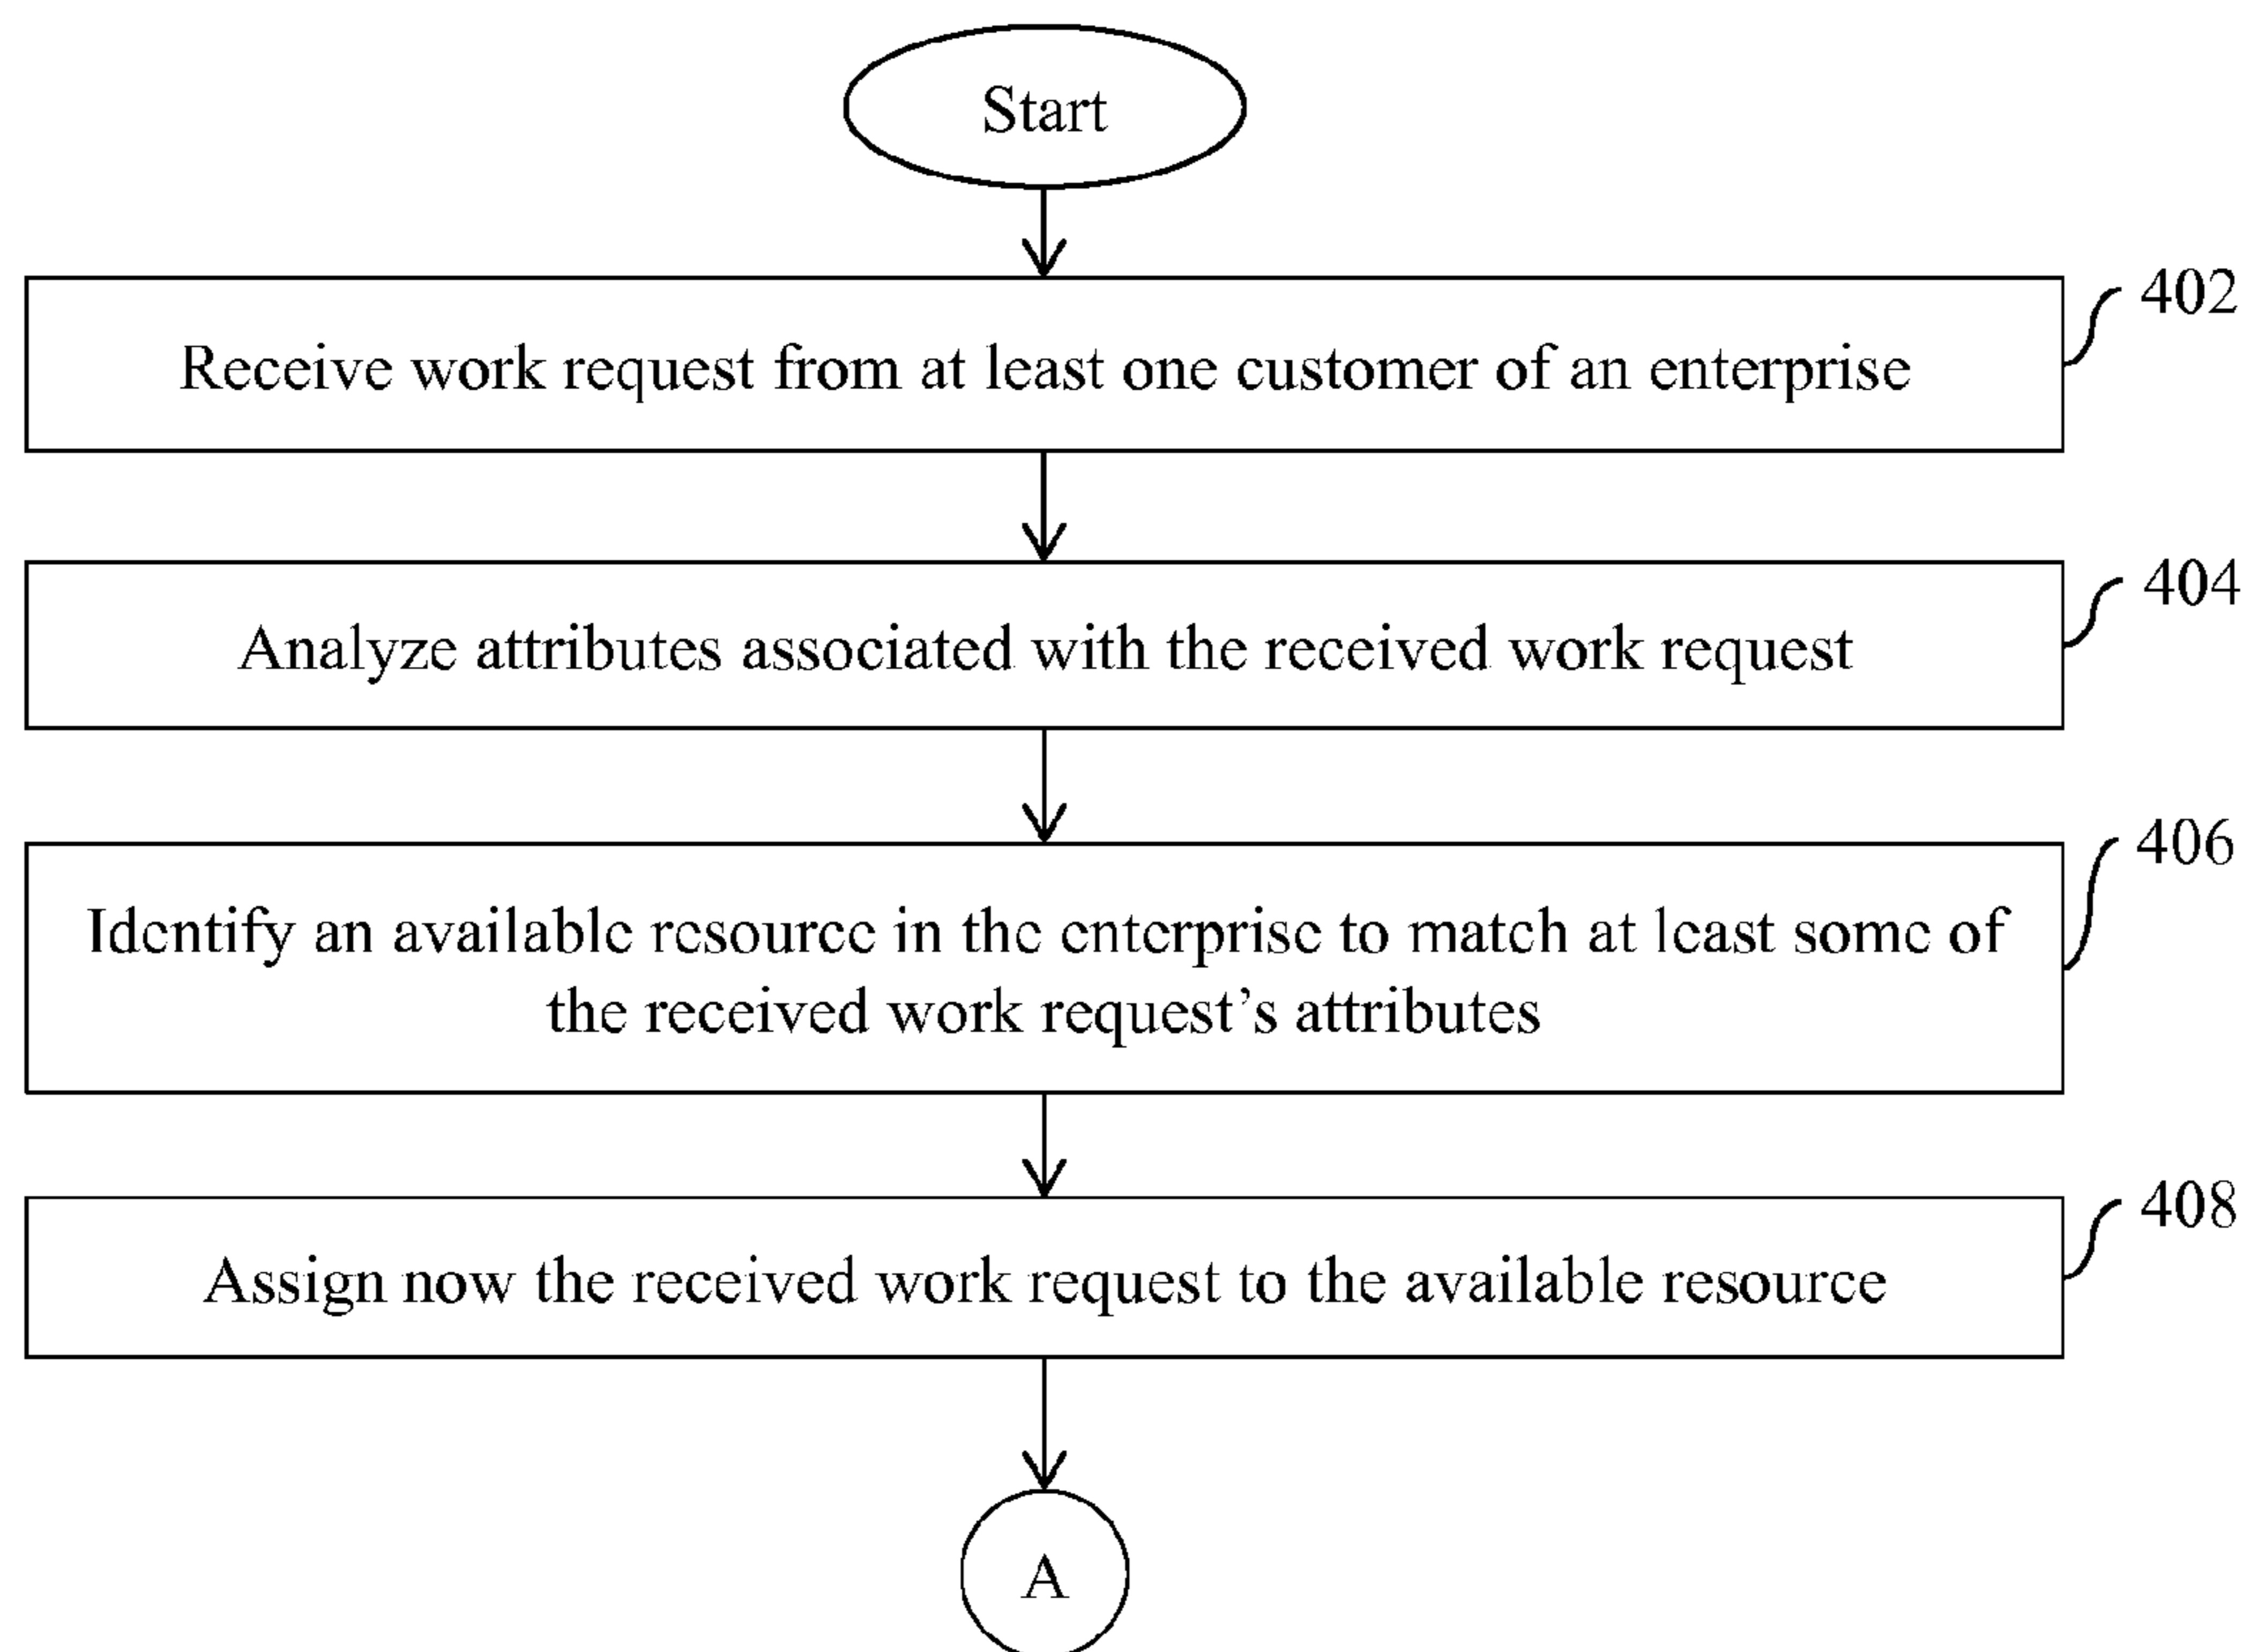 Start
402
Receive work request from at least one customer of an enterprise
404
Analyze attributes associated with the received work request
406
Identify an available resource in the enterprise to match at least some of
the received work request’s attributes
408
Assign now the received work request to the available resource
A